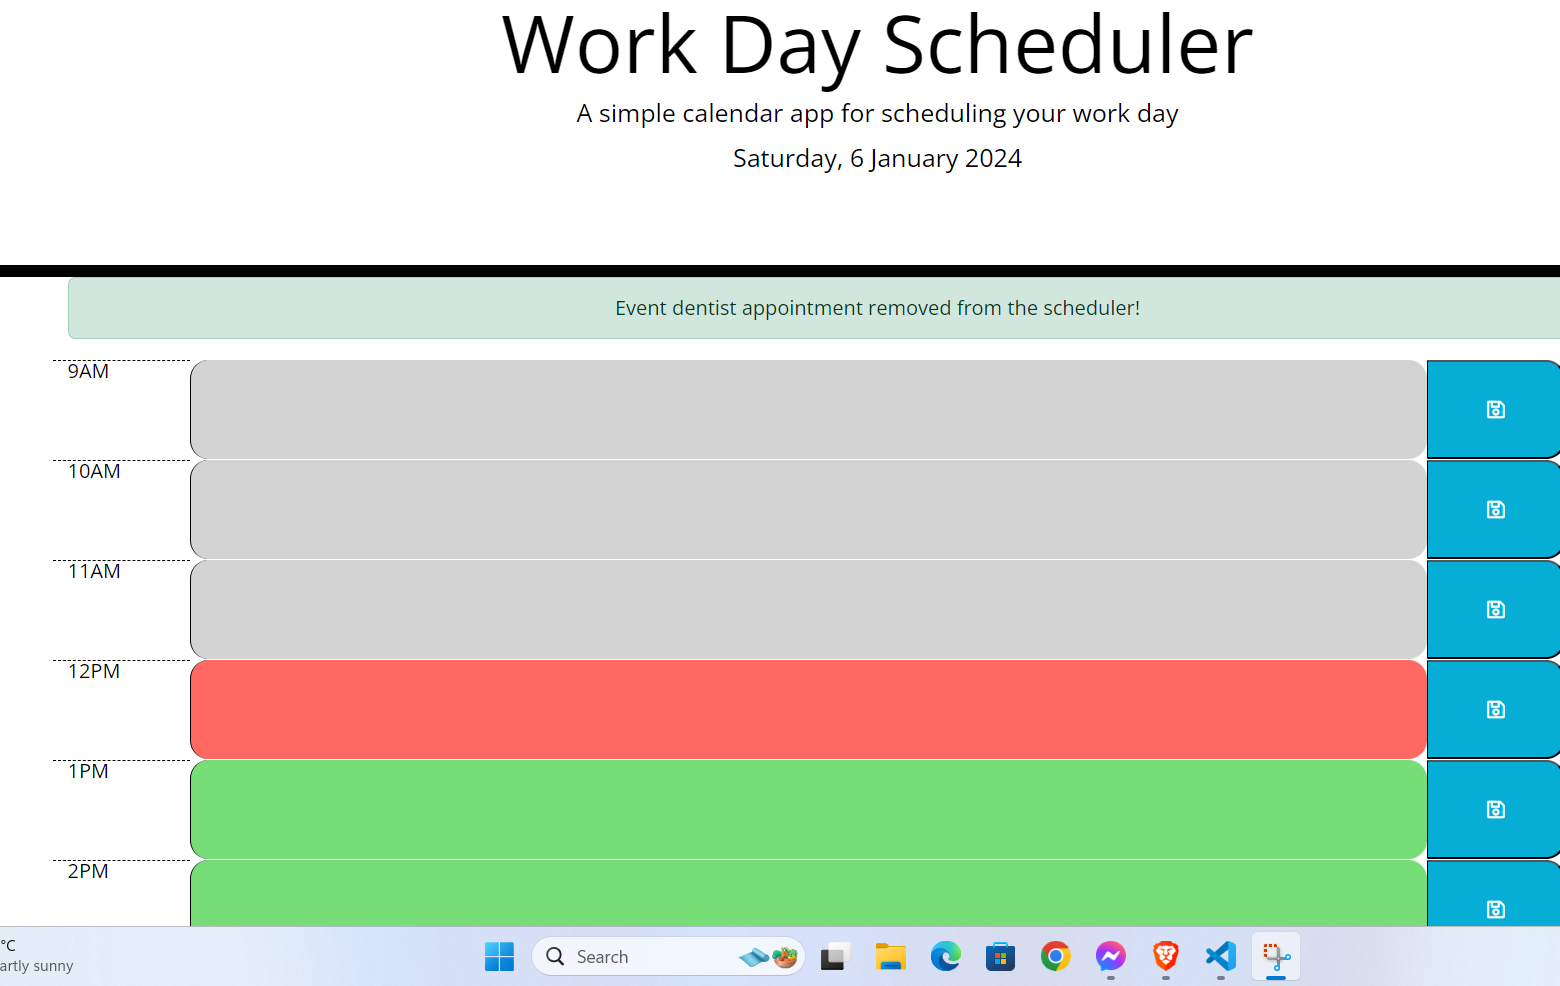 Work Day Scheduler
A simple calendar app for scheduling your work day
Saturday, 6 January 2024
Event dentist appointment removed from the scheduler!
9AM
10AM
11AM
12PM
1PM
2PM
°C
artly sunny
Search